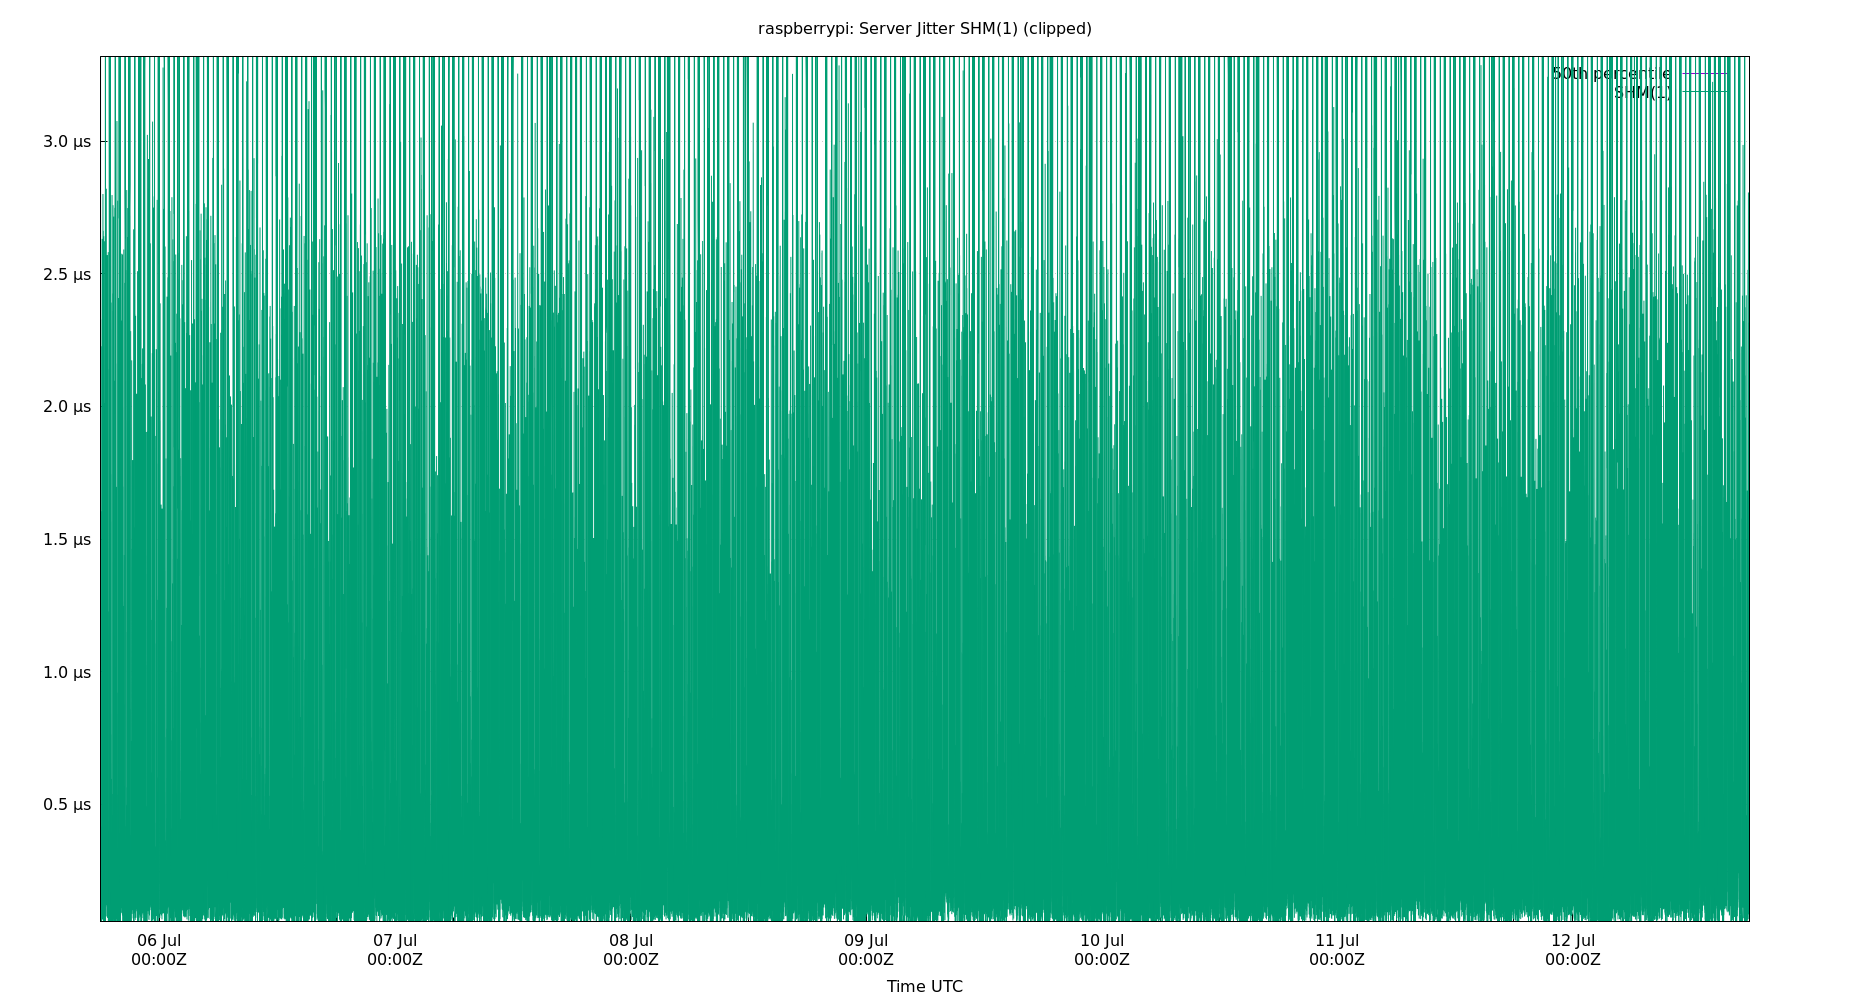 raspberrypi: Server Jitter SHM(1) (clipped)
50th percentile
SHM(1)
3.0 μs
2.5 μs
2.0 μs
1.5 μs
1.0 μs
0.5 μs
06 Jul 07 Jul 08 Jul 09 Jul 10 Jul 11 Jul 12 Jul
00:00Z 00:00Z 00:00Z 00:00Z 00:00Z 00:00Z 00:00Z
Time UTC